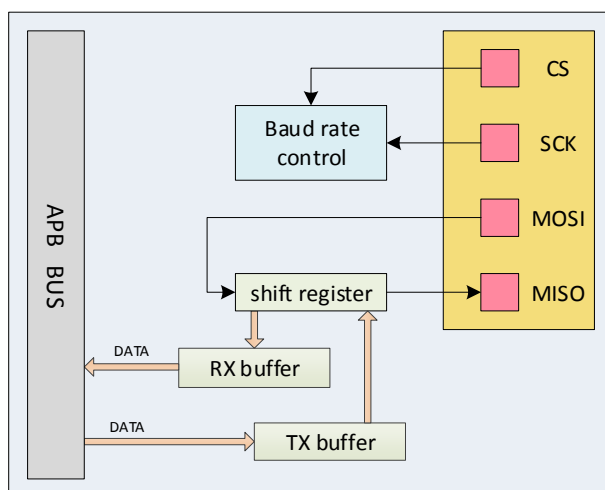 CS
Baud rate
control
SCK
APB BUS
MOSI
shift register
MISO
DATA
RX buffer
DATA
TX buffer